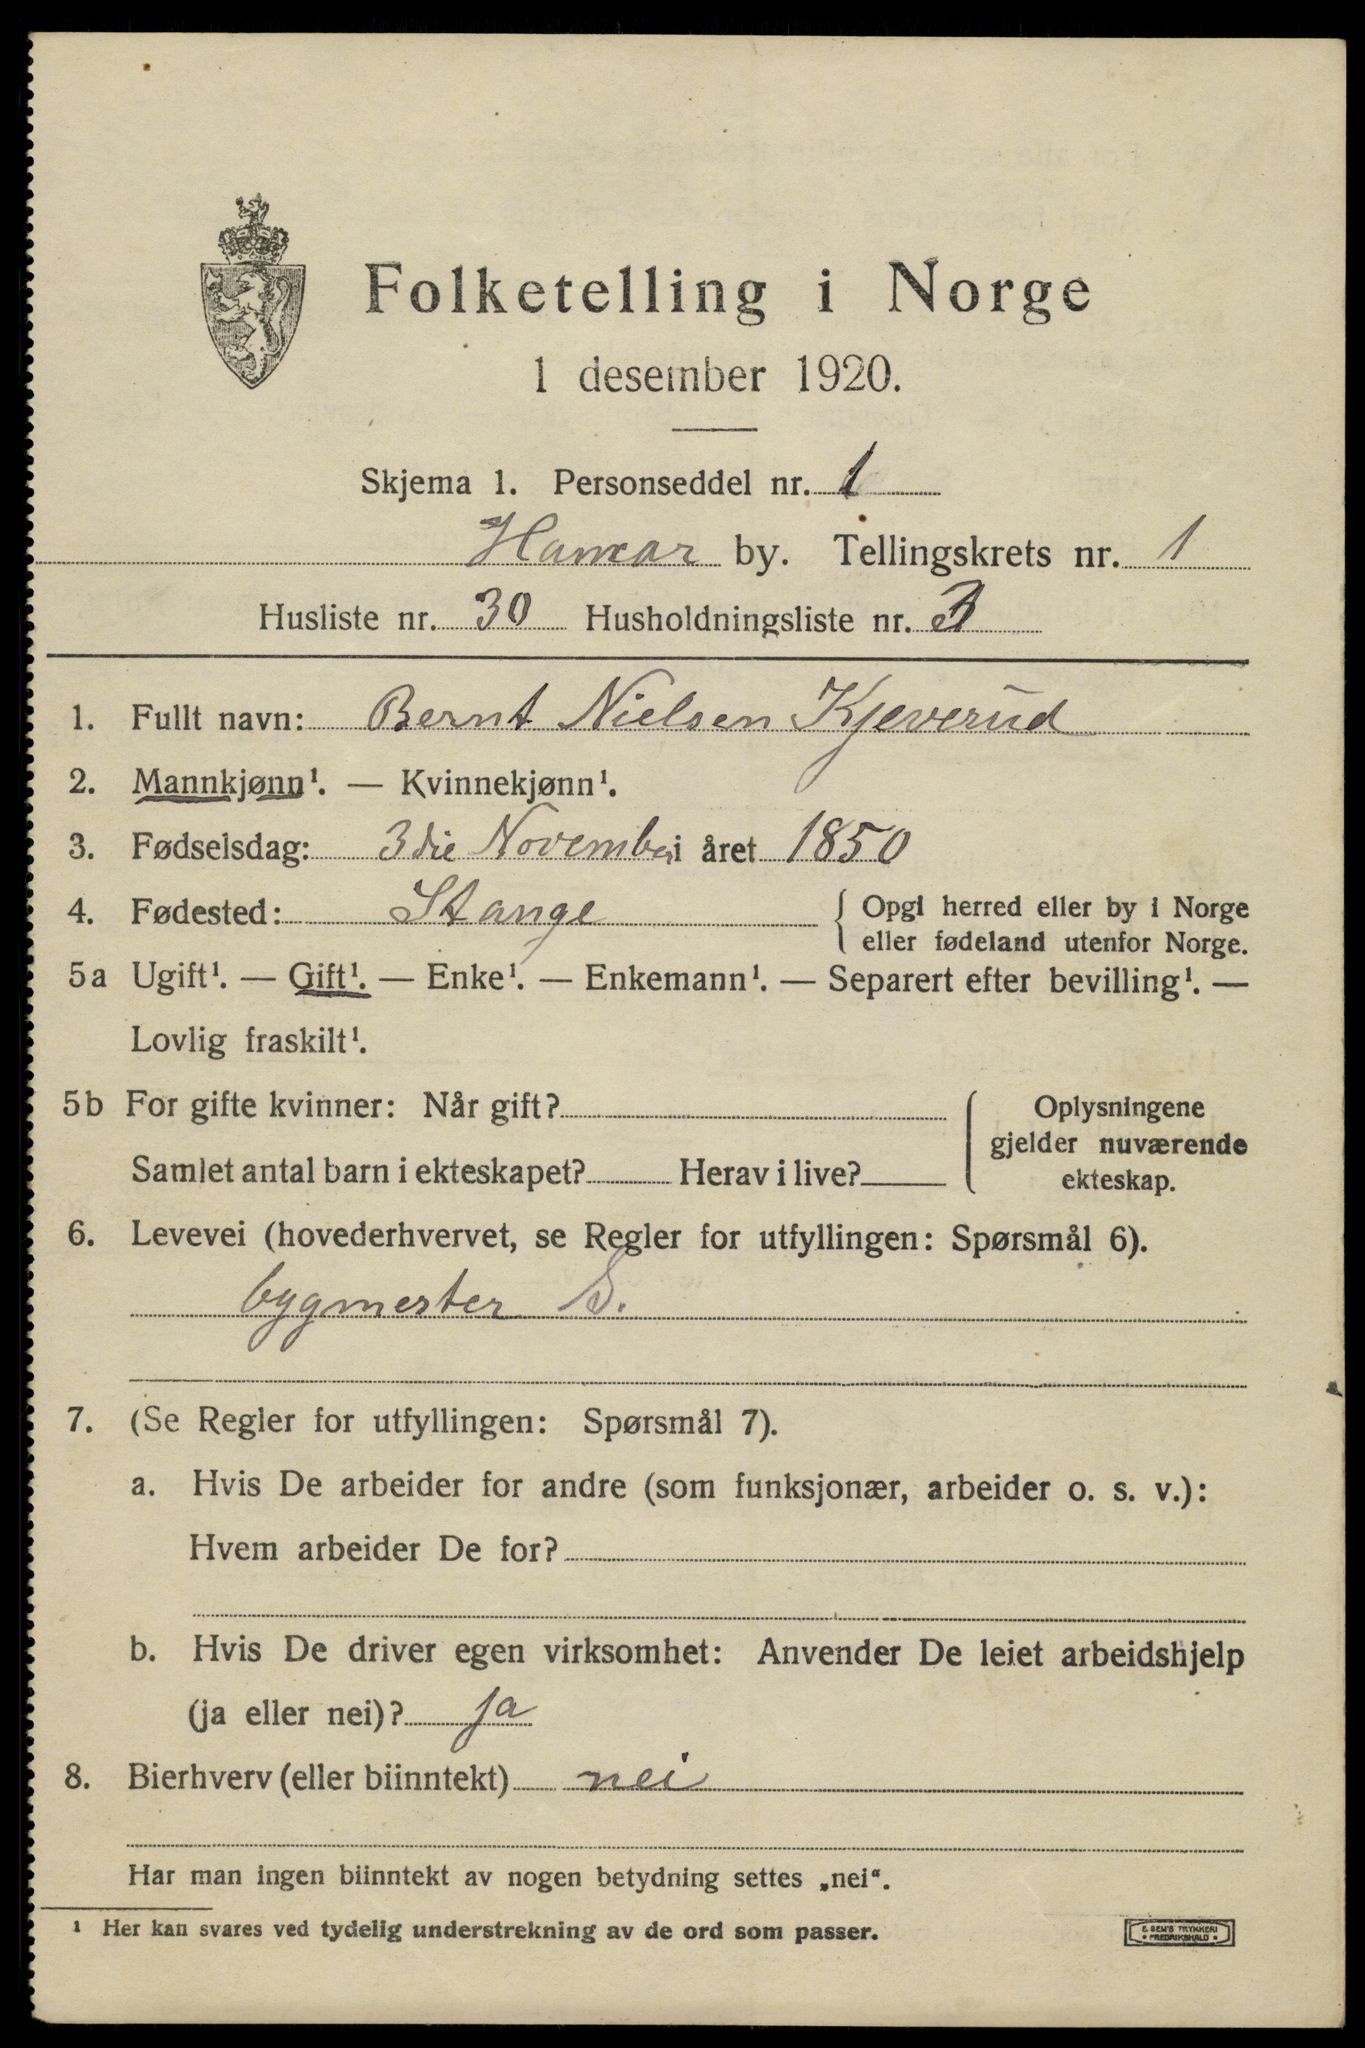 Folketelling i Norge
1 desember 1920.
Skjema 1. Personseddel nr. 1
Hamar by. Tellingskrets nr. 1
Husliste nr. 30 Husholdningsliste nr. 3
1. Fullt navn: Bernt Nielsen Kjeverud
2. Mannkjønn¹. — Kvinnekjønn¹.
3. Fødselsdag: 3die November i året 1850
4. Fødested: Stange { Opgi herred eller by i Norge
eller fødeland utenfor Norge.
5a Ugift¹. — Gift¹. — Enke¹. — Enkemann¹. — Separert efter bevilling¹. —
Lovlig fraskilt¹.
5b For gifte kvinner: Når gift? { Oplysningene
gjelder nuværende
Samlet antal barn i ekteskapet? Herav i live? ekteskap.
6. Levevei (hovederhvervet, se Regler for utfyllingen: Spørsmål 6).
bygmester S.
7. (Se Regler for utfyllingen: Spørsmål 7).
a. Hvis De arbeider for andre (som funksjonær, arbeider o. s. v.):
Hvem arbeider De for?
b. Hvis De driver egen virksomhet: Anvender De leiet arbeidshjelp
(ja eller nei)? ja
8. Bierhverv (eller biinntekt) nei
Har man ingen biinntekt av nogen betydning settes „nei“.
¹ Her kan svares ved tydelig understrekning av de ord som passer.
E. SEM'S TRYKKERI
• FREDRIKSHALD •